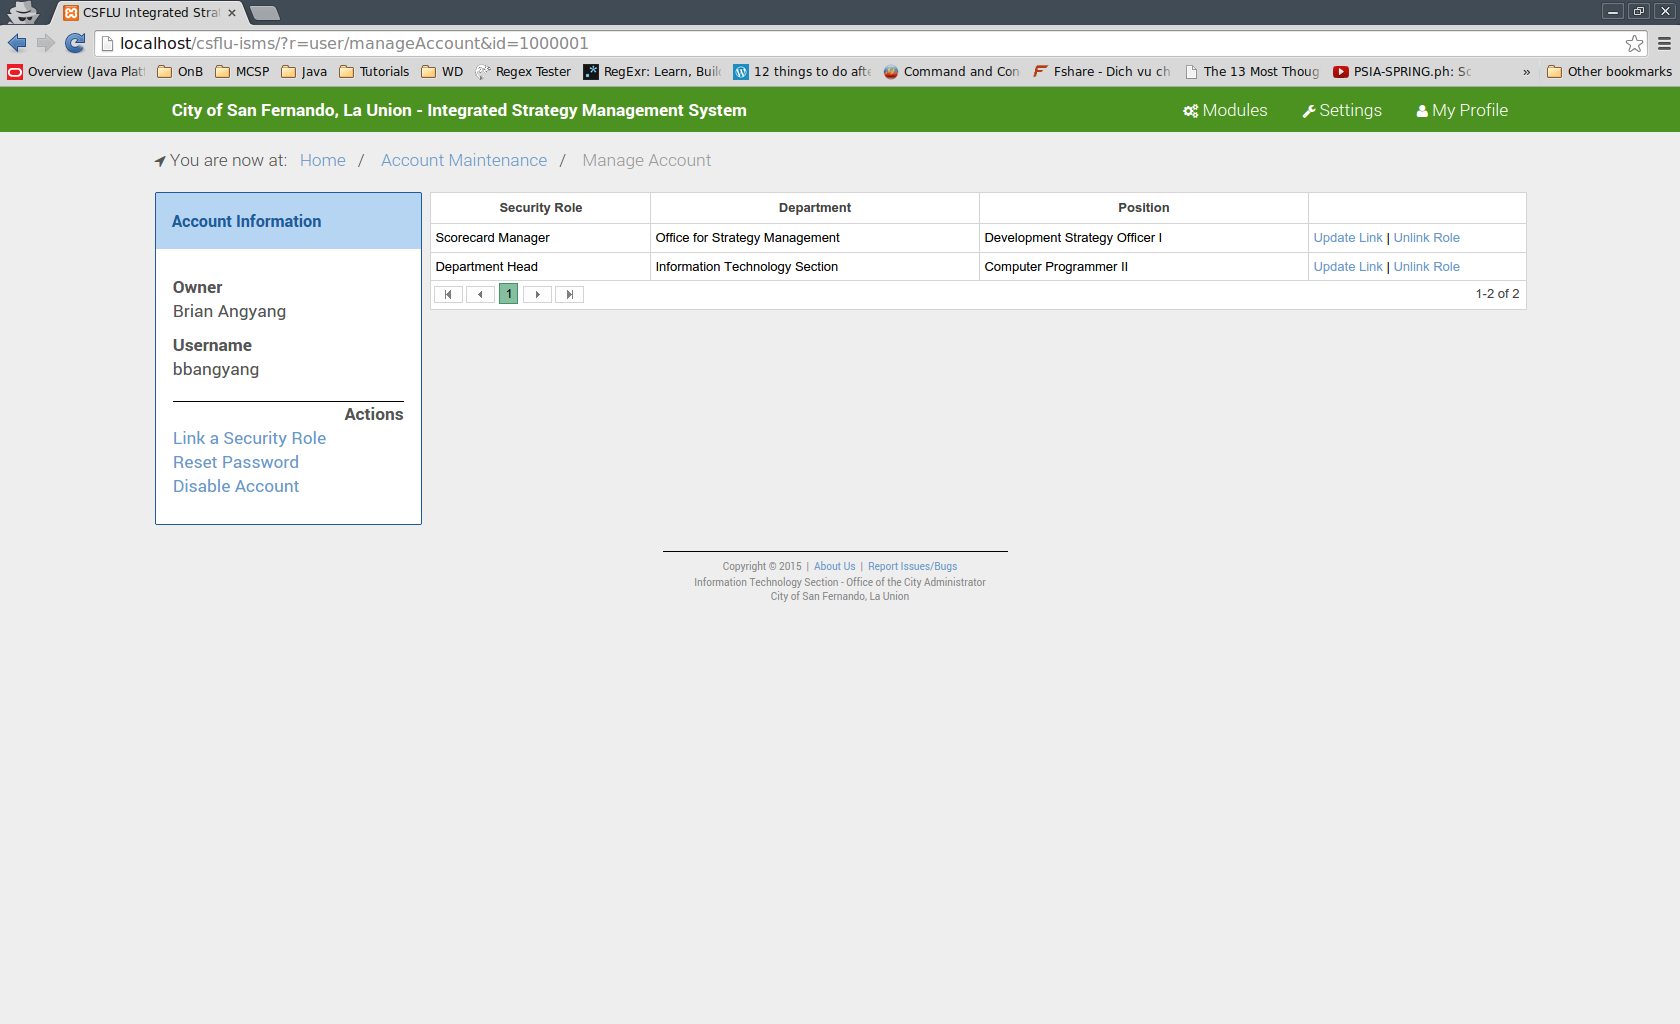 CSFLU Integrated Stra
localhost/csflu-isms/?r=user/manageAccount&id=1000001
Overview (Java Plat OnB MCSP Java Tutorials WD Regex Tester RegExr: Learn, Buil 12 things to do afte Command and Con Fshare - Dich vu ch The 13 Most Thoug PSIA-SPRING.ph: Sc » Other bookmarks
City of San Fernando, La Union - Integrated Strategy Management System Modules Settings My Profile
You are now at: Home / Account Maintenance / Manage Account
Account Information
Owner
Brian Angyang
Username
bbangyang
Actions
Link a Security Role
Reset Password
Disable Account
Security Role Department Position
Scorecard Manager Office for Strategy Management Development Strategy Officer I Update Link | Unlink Role
Department Head Information Technology Section Computer Programmer II Update Link | Unlink Role
1 1-2 of 2
Copyright © 2015 | About Us | Report Issues/Bugs
Information Technology Section - Office of the City Administrator
City of San Fernando, La Union